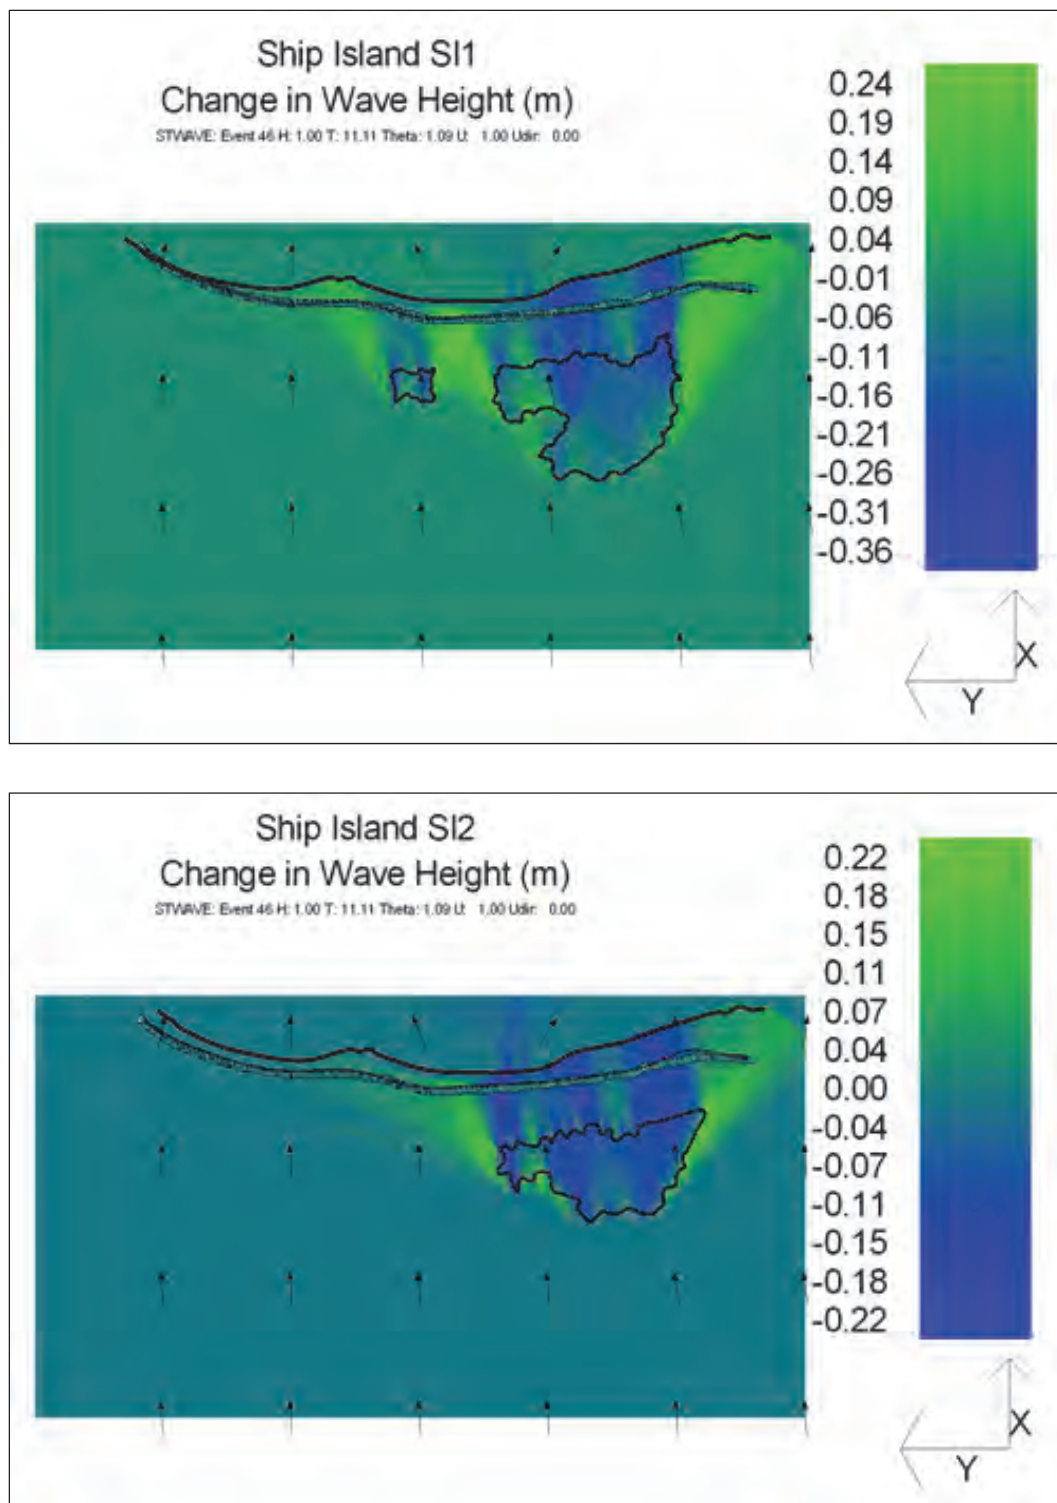 Ship Island SI1
Change in Wave Height (m)
STWAVE: Event 46 H: 1.00 T: 11.11 Theta: 1.09 U: 1.00 Udir: 0.00
0.24
0.19
0.14
0.09
0.04
-0.01
-0.06
-0.11
-0.16
-0.21
-0.26
-0.31
-0.36
X
Y
Ship Island SI2
Change in Wave Height (m)
STWAVE: Event 46 H: 1.00 T: 11.11 Theta: 1.09 U: 1.00 Udir: 0.00
0.22
0.18
0.15
0.11
0.07
0.04
0.00
-0.04
-0.07
-0.11
-0.15
-0.18
-0.22
X
Y